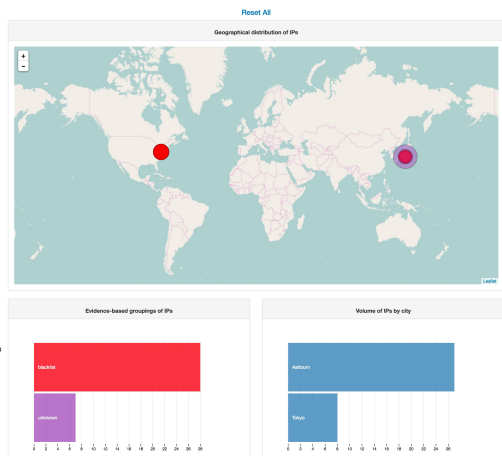 Reset All
Geographical distribution of IPs
+
−
Leaflet
Evidence-based groupings of IPs
blacklist
unknown
0 2 4 6 8 10 12 14 16 18 20 22 24 26 28
Volume of IPs by city
Ashburn
Tokyo
0 2 4 6 8 10 12 14 16 18 20 22 24 26